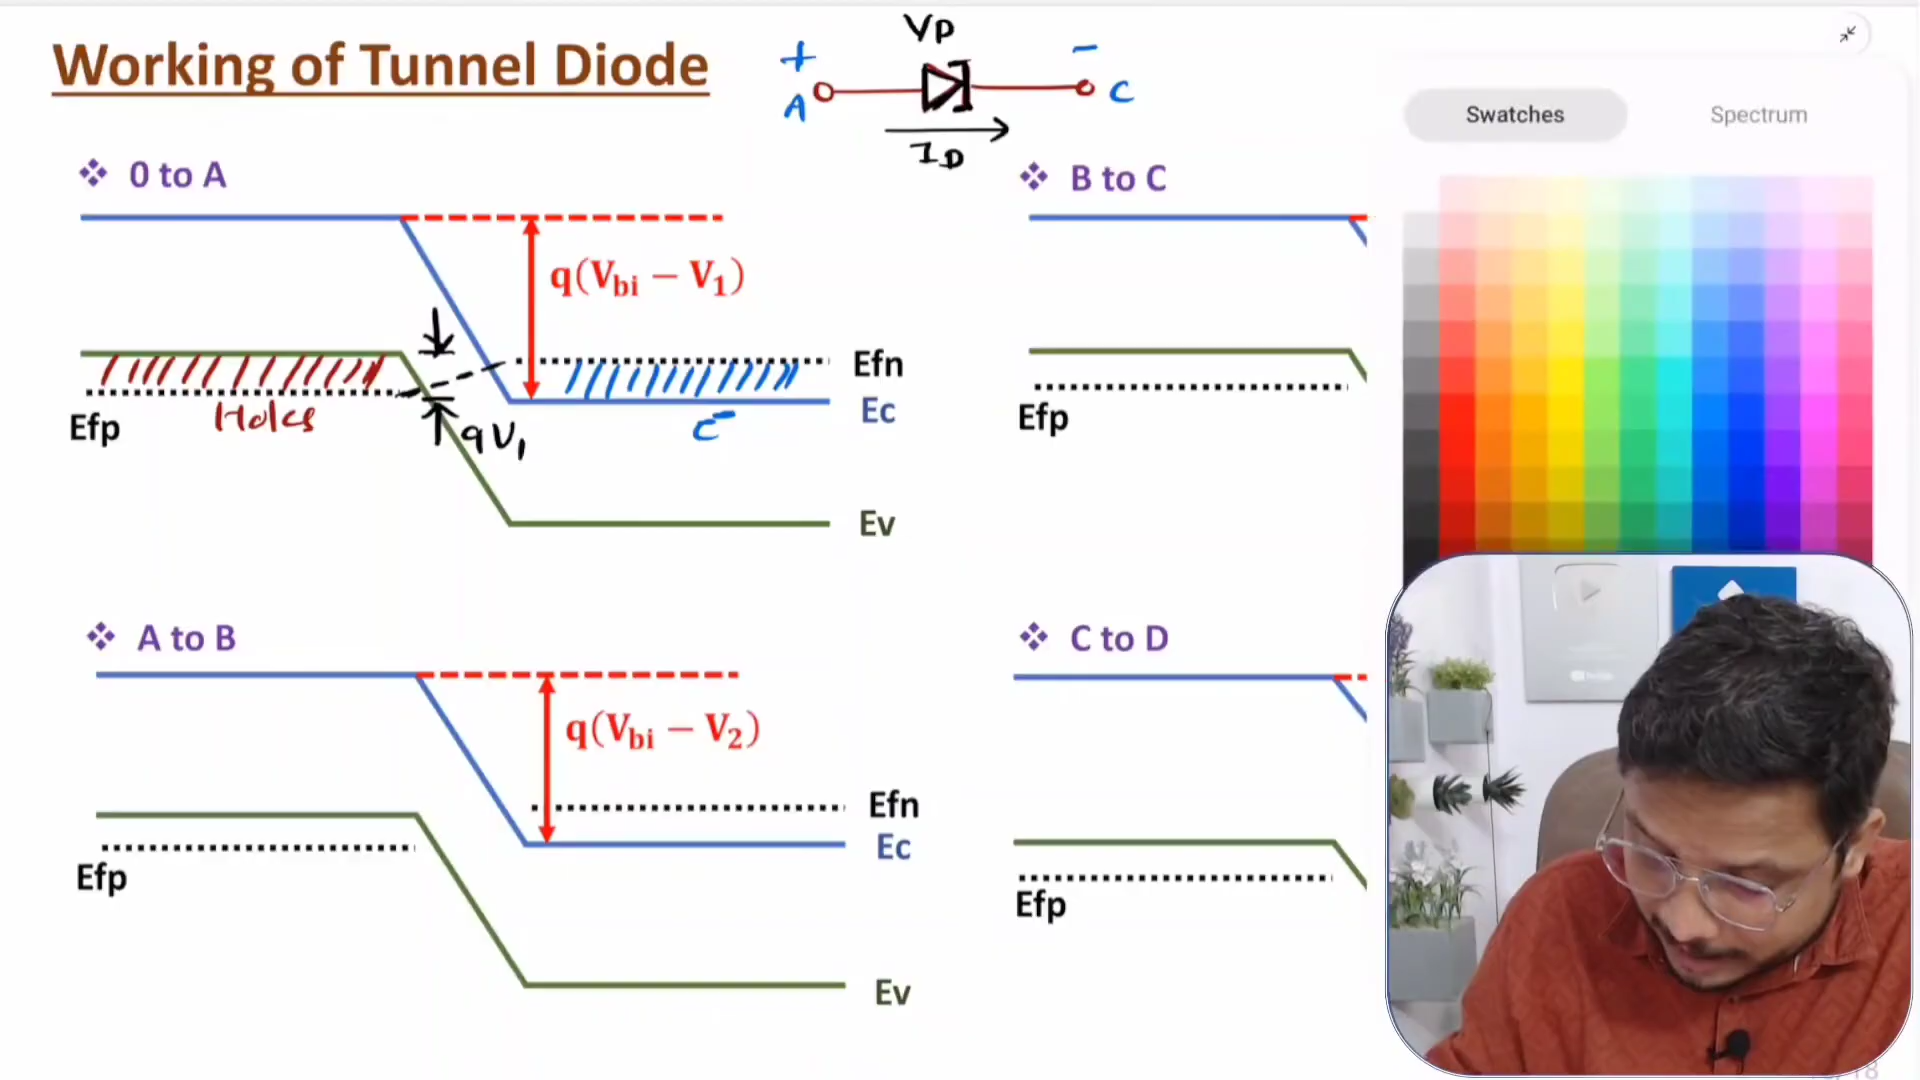 Working of Tunnel Diode
VD
+
-
A
C
ID
❖ 0 to A
q(Vbi − V1)
Efn
Efp
Holes
Ec
e-
qV1
Ev
❖ B to C
Efp
Swatches
Spectrum
❖ A to B
q(Vbi − V2)
Efn
Ec
Efp
Ev
❖ C to D
Efp